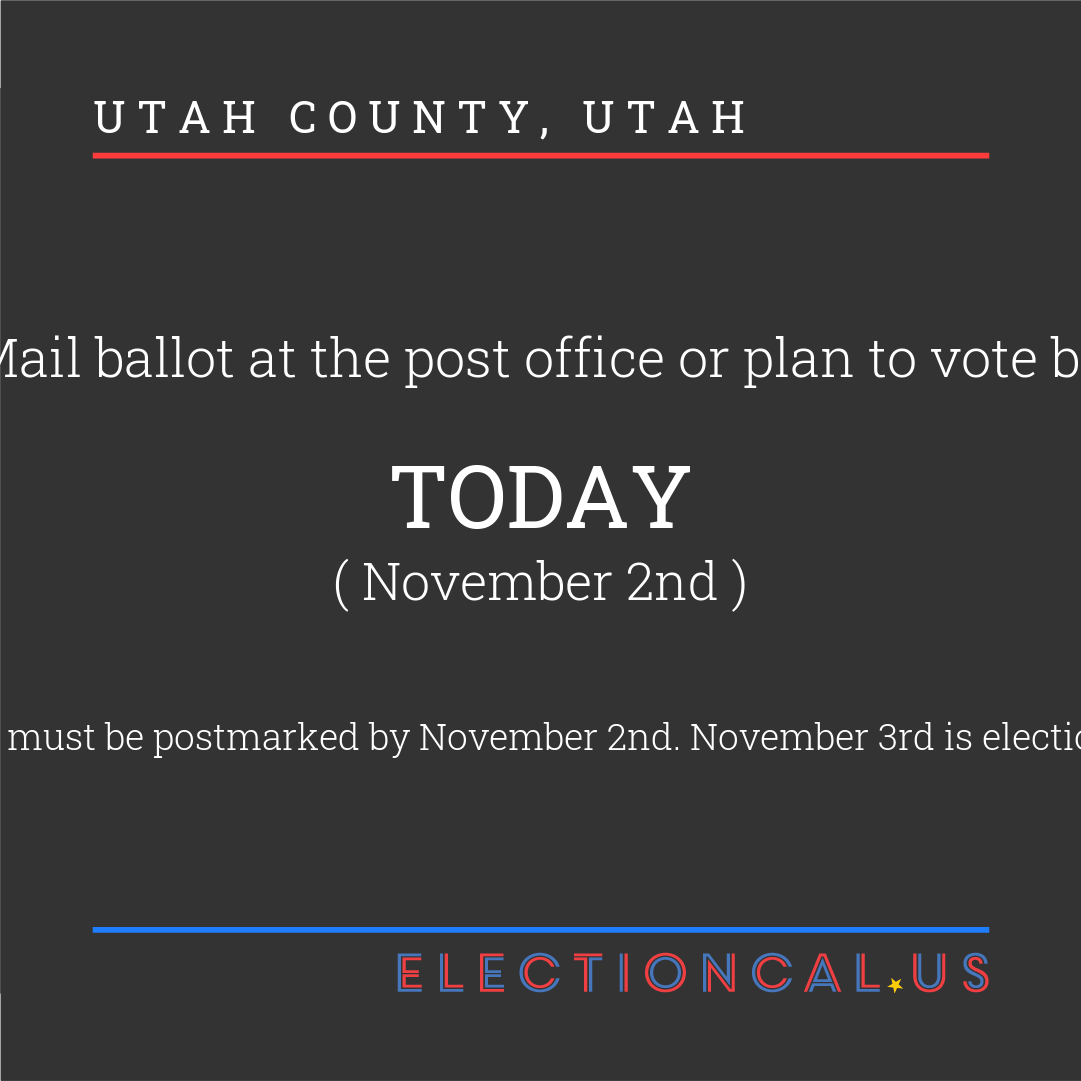 UTAH COUNTY, UTAH
Mail ballot at the post office or plan to vote b
TODAY
( November 2nd )
must be postmarked by November 2nd. November 3rd is electio
ELECTIONCAL.US